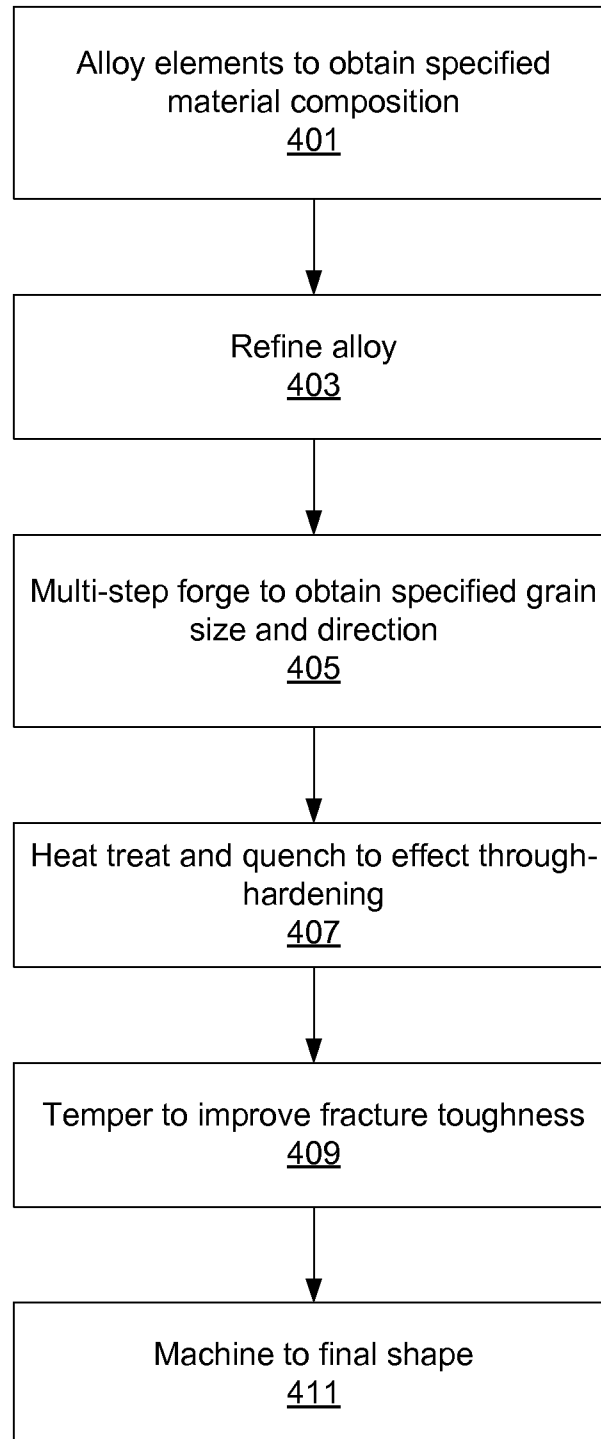 Alloy elements to obtain specified
material composition
401
Refine alloy
403
Multi-step forge to obtain specified grain
size and direction
405
Heat treat and quench to effect through-
hardening
407
Temper to improve fracture toughness
409
Machine to final shape
411